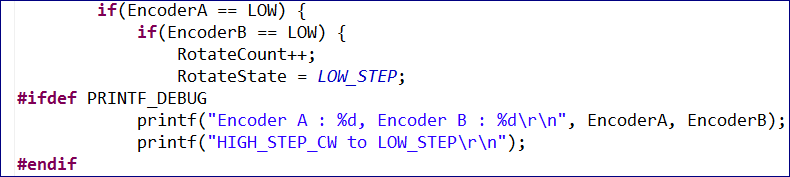 if(EncoderA == LOW) {
if(EncoderB == LOW) {
RotateCount++;
RotateState = LOW_STEP;
#ifdef PRINTF_DEBUG
printf("Encoder A : %d, Encoder B : %d\r\n", EncoderA, EncoderB);
printf("HIGH_STEP_CW to LOW_STEP\r\n");
#endif